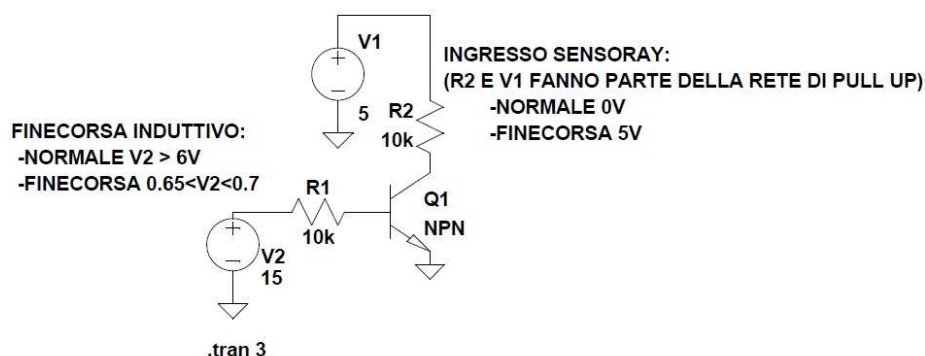 V1
5
INGRESSO SENSORAY:
(R2 E V1 FANNO PARTE DELLA RETE DI PULL UP)
-NORMALE 0V
-FINECORSA 5V
R2
10k
FINECORSA INDUTTIVO:
-NORMALE V2 > 6V
-FINECORSA 0.65<V2<0.7
R1
10k
Q1
NPN
V2
15
.tran 3